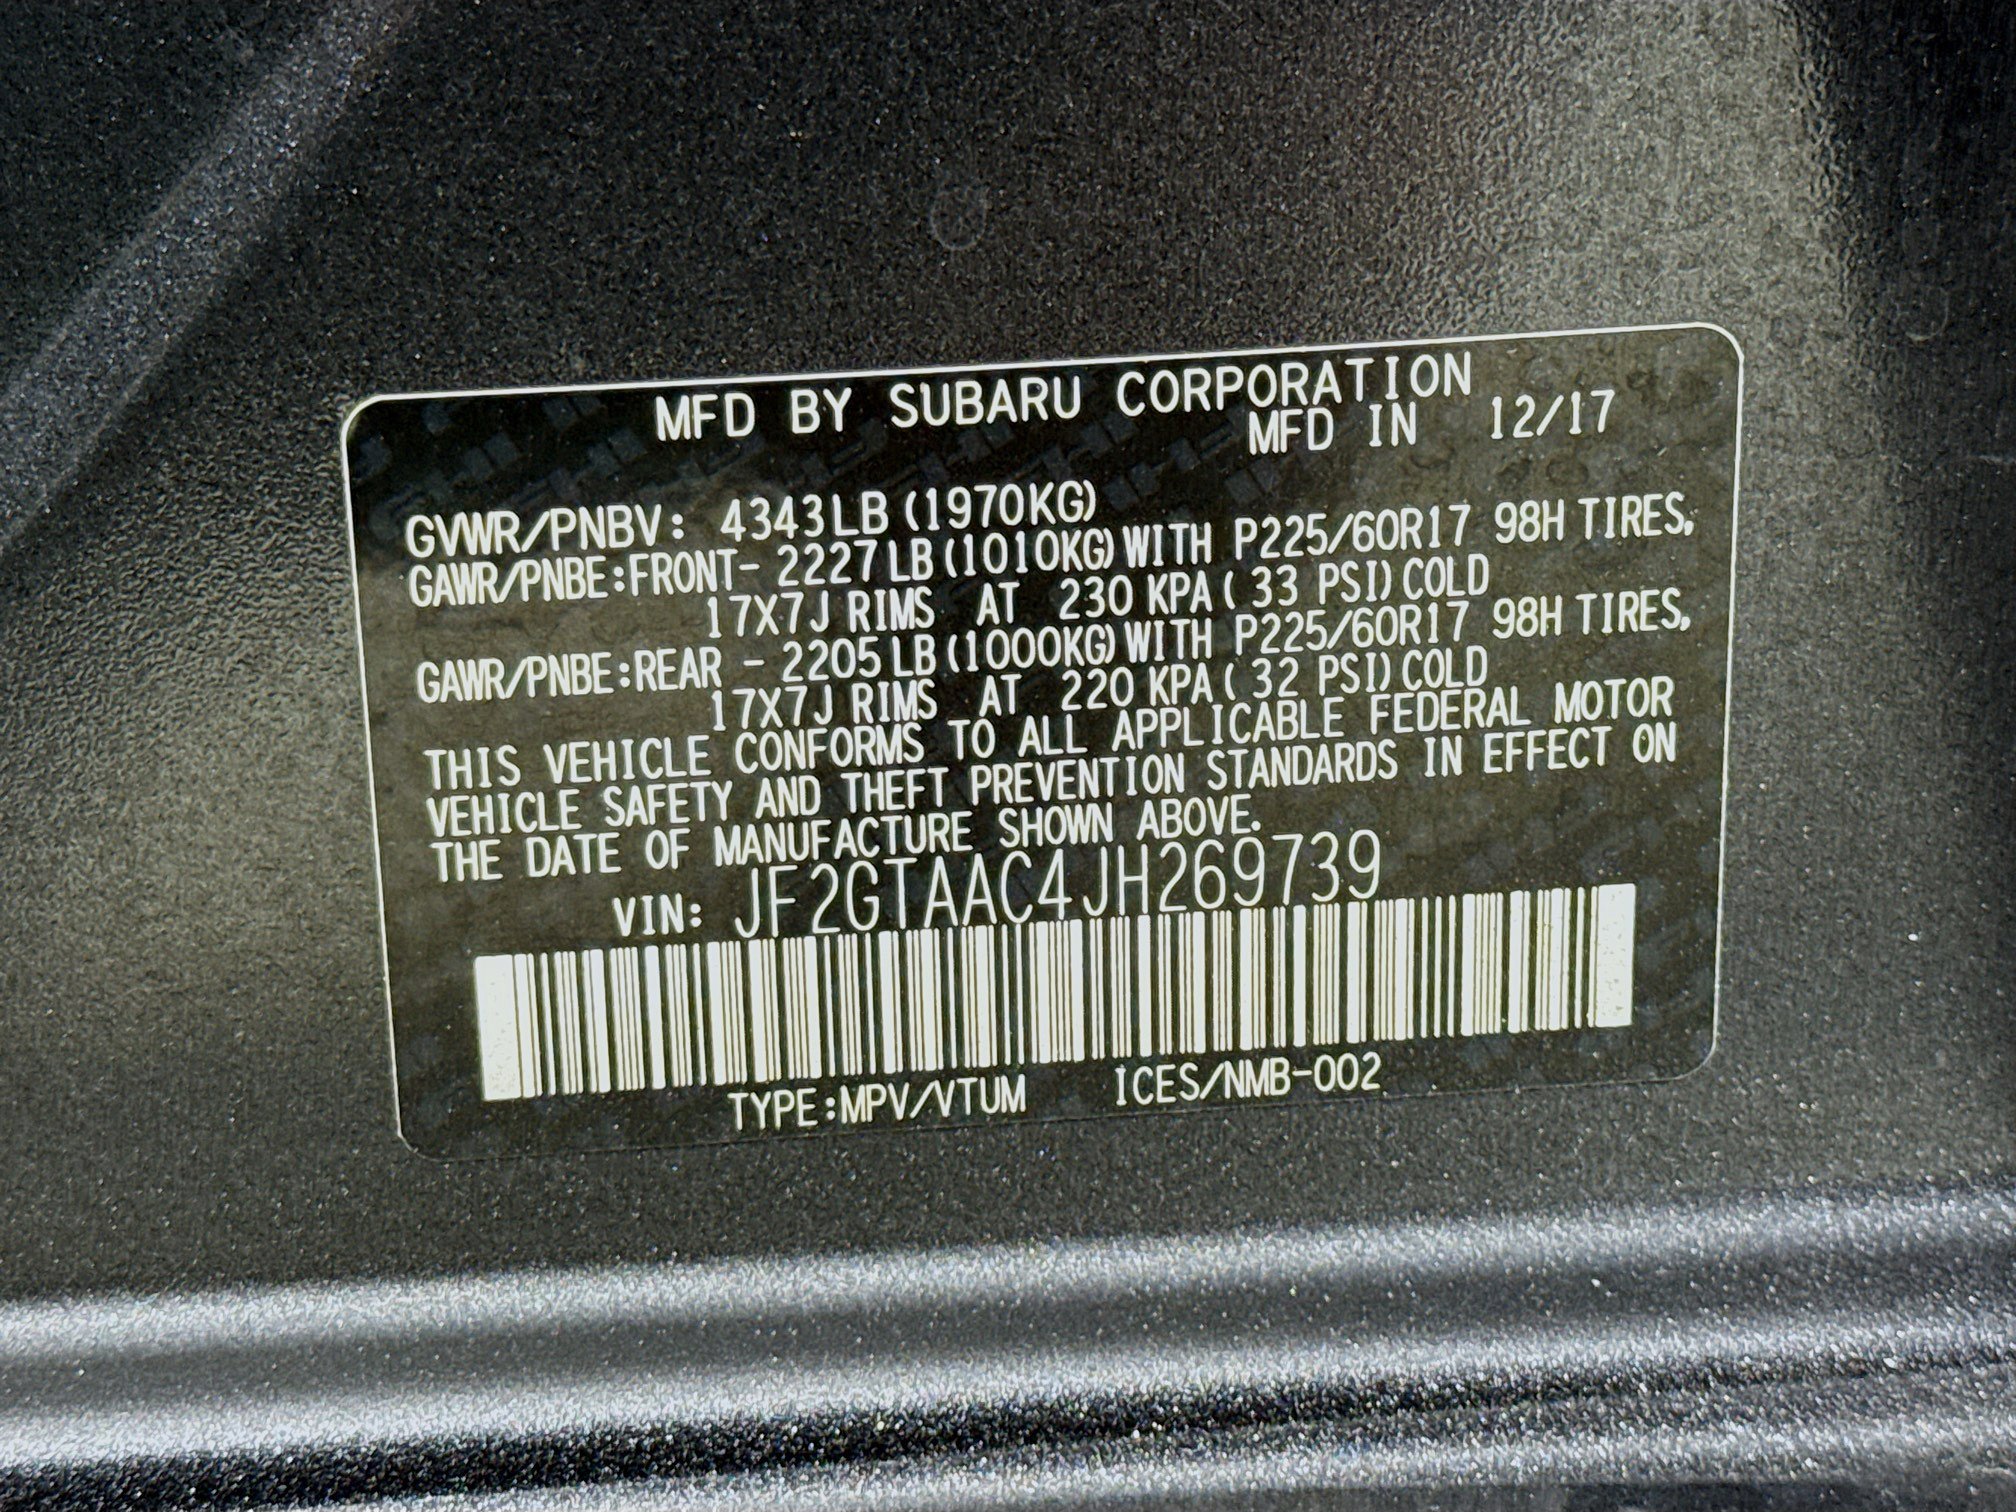 MFD BY SUBARU CORPORATION
MFD IN 12/17
GVWR/PNBV: 4343LB (1970KG)
GAWR/PNBE:FRONT- 2227LB (1010KG) WITH P225/60R17 98H TIRES,
17X7J RIMS AT 230 KPA ( 33 PSI) COLD
GAWR/PNBE:REAR - 2205LB (1000KG) WITH P225/60R17 98H TIRES,
17X7J RIMS AT 220 KPA ( 32 PSI) COLD
THIS VEHICLE CONFORMS TO ALL APPLICABLE FEDERAL MOTOR
VEHICLE SAFETY AND THEFT PREVENTION STANDARDS IN EFFECT ON
THE DATE OF MANUFACTURE SHOWN ABOVE.
VIN: JF2GTAAC4JH269739
TYPE:MPV/VTUM ICES/NMB-002